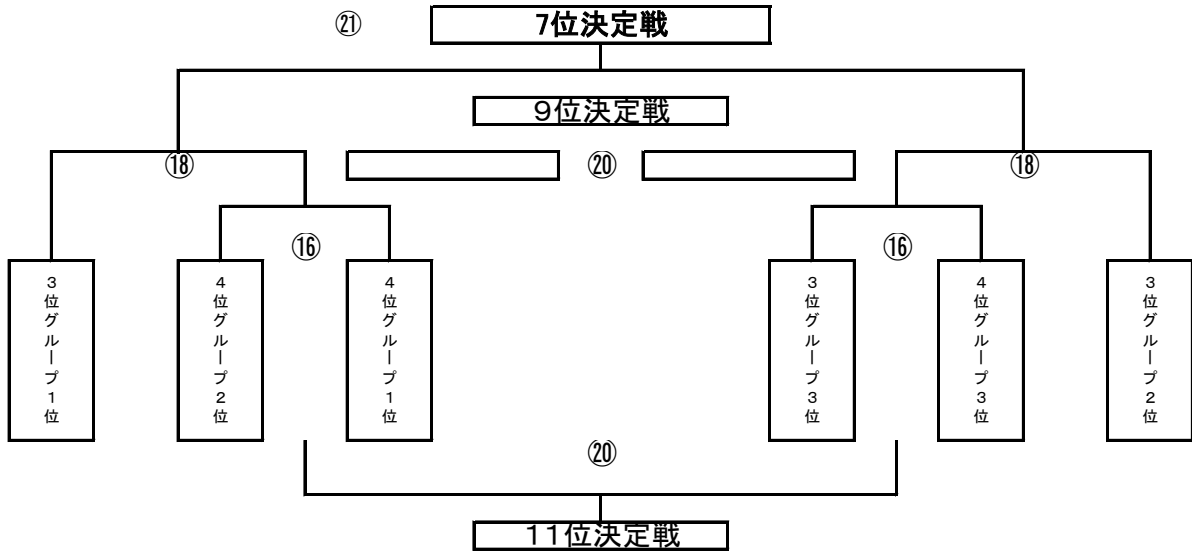 ㉑
7位決定戦
９位決定戦
⑱
⑳
⑱
⑯
⑯
３位グループ１位
４位グループ２位
４位グループ１位
３位グループ３位
４位グループ３位
３位グループ２位
⑳
１１位決定戦